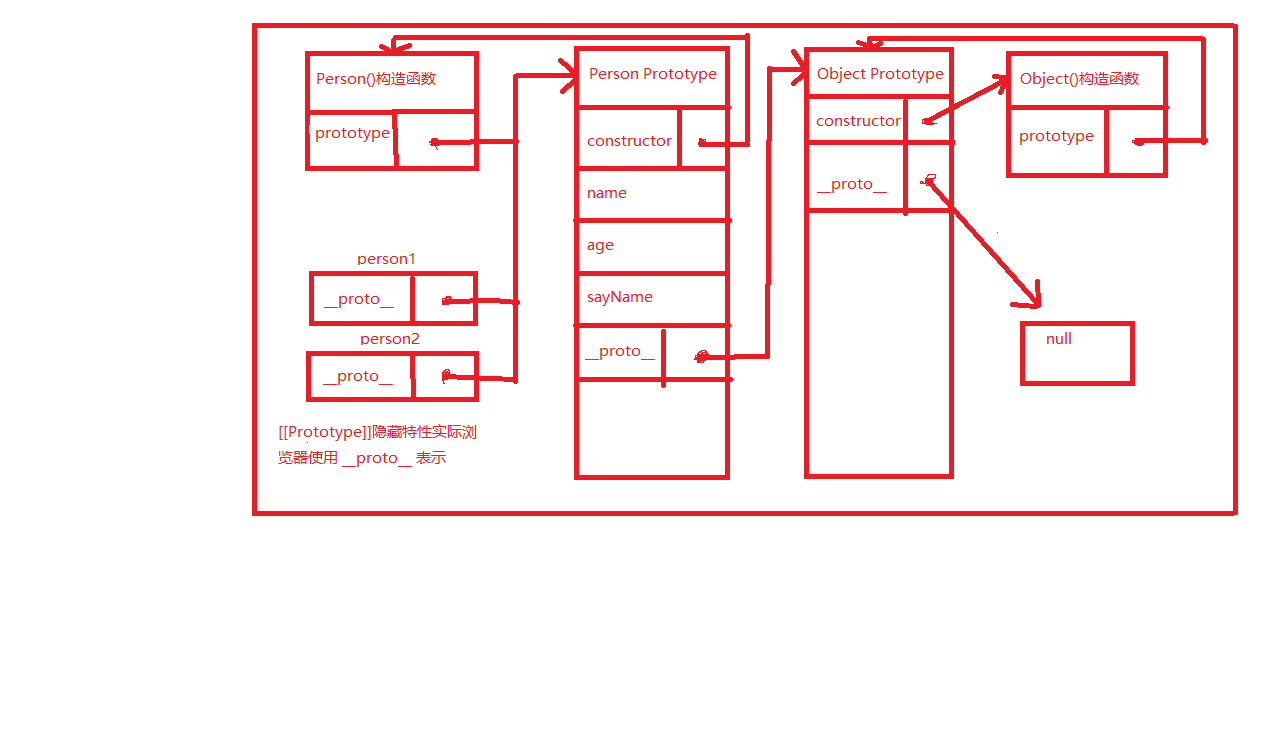 Person()构造函数
prototype
person1
__proto__
person2
__proto__
[[Prototype]]隐藏特性实际浏
览器使用 __proto__ 表示
Person Prototype
constructor
name
age
sayName
__proto__
Object Prototype
constructor
__proto__
Object()构造函数
prototype
null